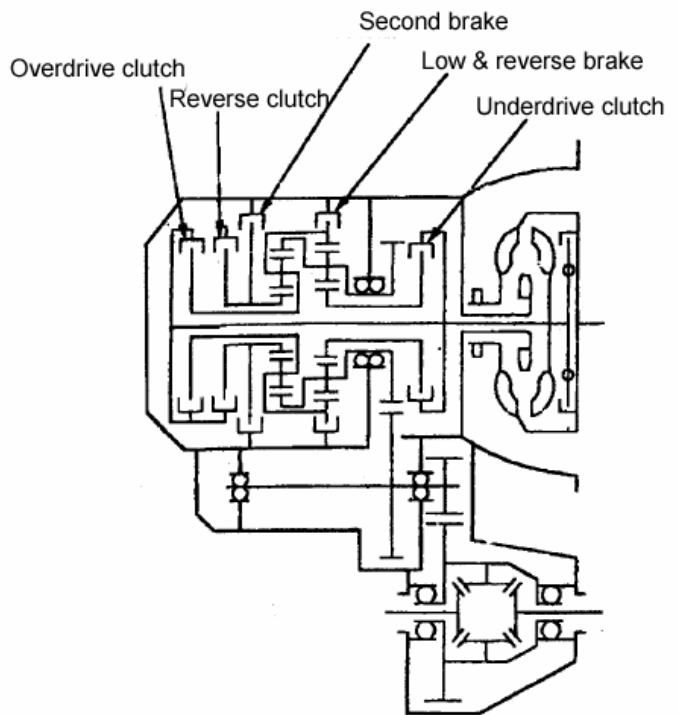 Second brake
Low & reverse brake
Overdrive clutch
Reverse clutch
Underdrive clutch